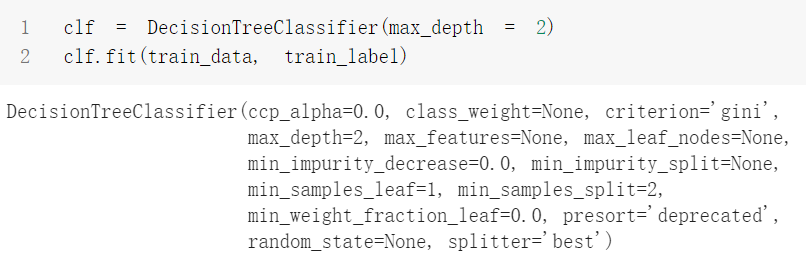 1 clf = DecisionTreeClassifier(max_depth = 2)
2 clf.fit(train_data, train_label)
DecisionTreeClassifier(ccp_alpha=0.0, class_weight=None, criterion='gini',
max_depth=2, max_features=None, max_leaf_nodes=None,
min_impurity_decrease=0.0, min_impurity_split=None,
min_samples_leaf=1, min_samples_split=2,
min_weight_fraction_leaf=0.0, presort='deprecated',
random_state=None, splitter='best')